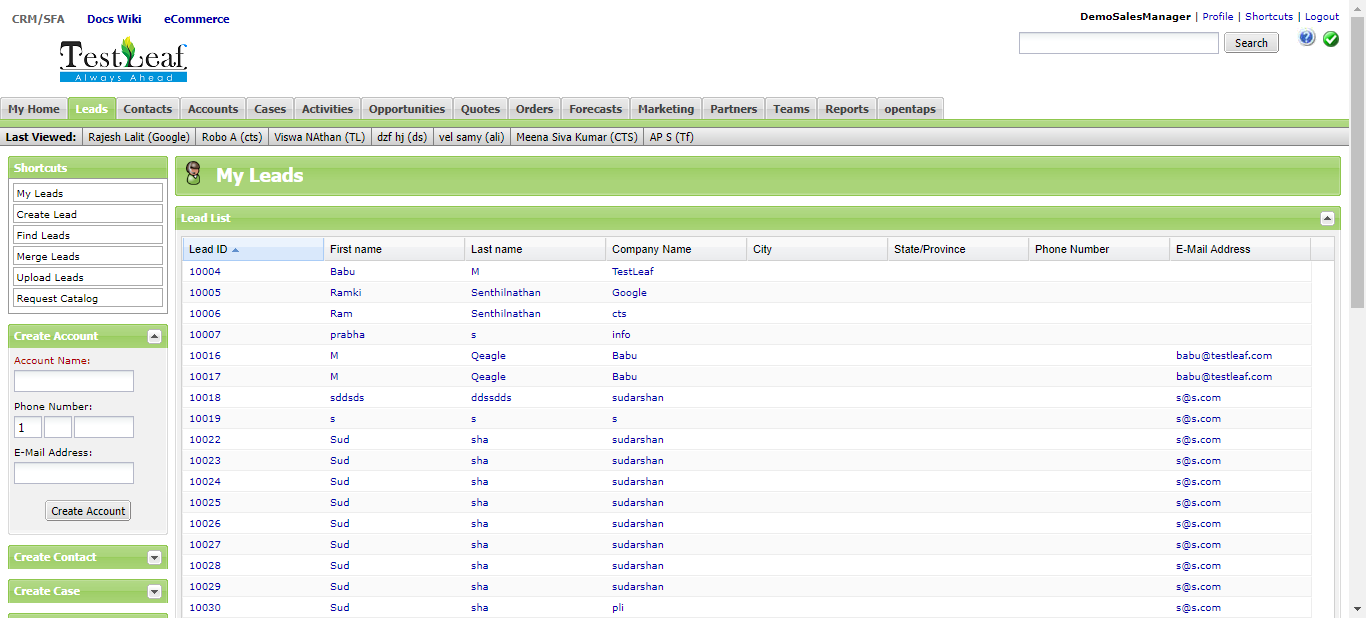 CRM/SFA Docs Wiki eCommerce
DemoSalesManager | Profile | Shortcuts | Logout
TestLeaf
Always Ahead
Search
My Home Leads Contacts Accounts Cases Activities Opportunities Quotes Orders Forecasts Marketing Partners Teams Reports opentaps
Last Viewed: Rajesh Lalit (Google) Robo A (cts) Viswa NAthan (TL) dzf hj (ds) vel samy (ali) Meena Siva Kumar (CTS) AP S (Tf)
Shortcuts
My Leads
Create Lead
Find Leads
Merge Leads
Upload Leads
Request Catalog
Create Account
Account Name:
Phone Number:
1
E-Mail Address:
Create Account
Create Contact
Create Case
My Leads
Lead List
Lead ID First name Last name Company Name City State/Province Phone Number E-Mail Address
10004 Babu M TestLeaf
10005 Ramki Senthilnathan Google
10006 Ram Senthilnathan cts
10007 prabha s info
10016 M Qeagle Babu babu@testleaf.com
10017 M Qeagle Babu babu@testleaf.com
10018 sddsds ddssdds sudarshan s@s.com
10019 s s s s@s.com
10022 Sud sha sudarshan s@s.com
10023 Sud sha sudarshan s@s.com
10024 Sud sha sudarshan s@s.com
10025 Sud sha sudarshan s@s.com
10026 Sud sha sudarshan s@s.com
10027 Sud sha sudarshan s@s.com
10028 Sud sha sudarshan s@s.com
10029 Sud sha sudarshan s@s.com
10030 Sud sha pli s@s.com